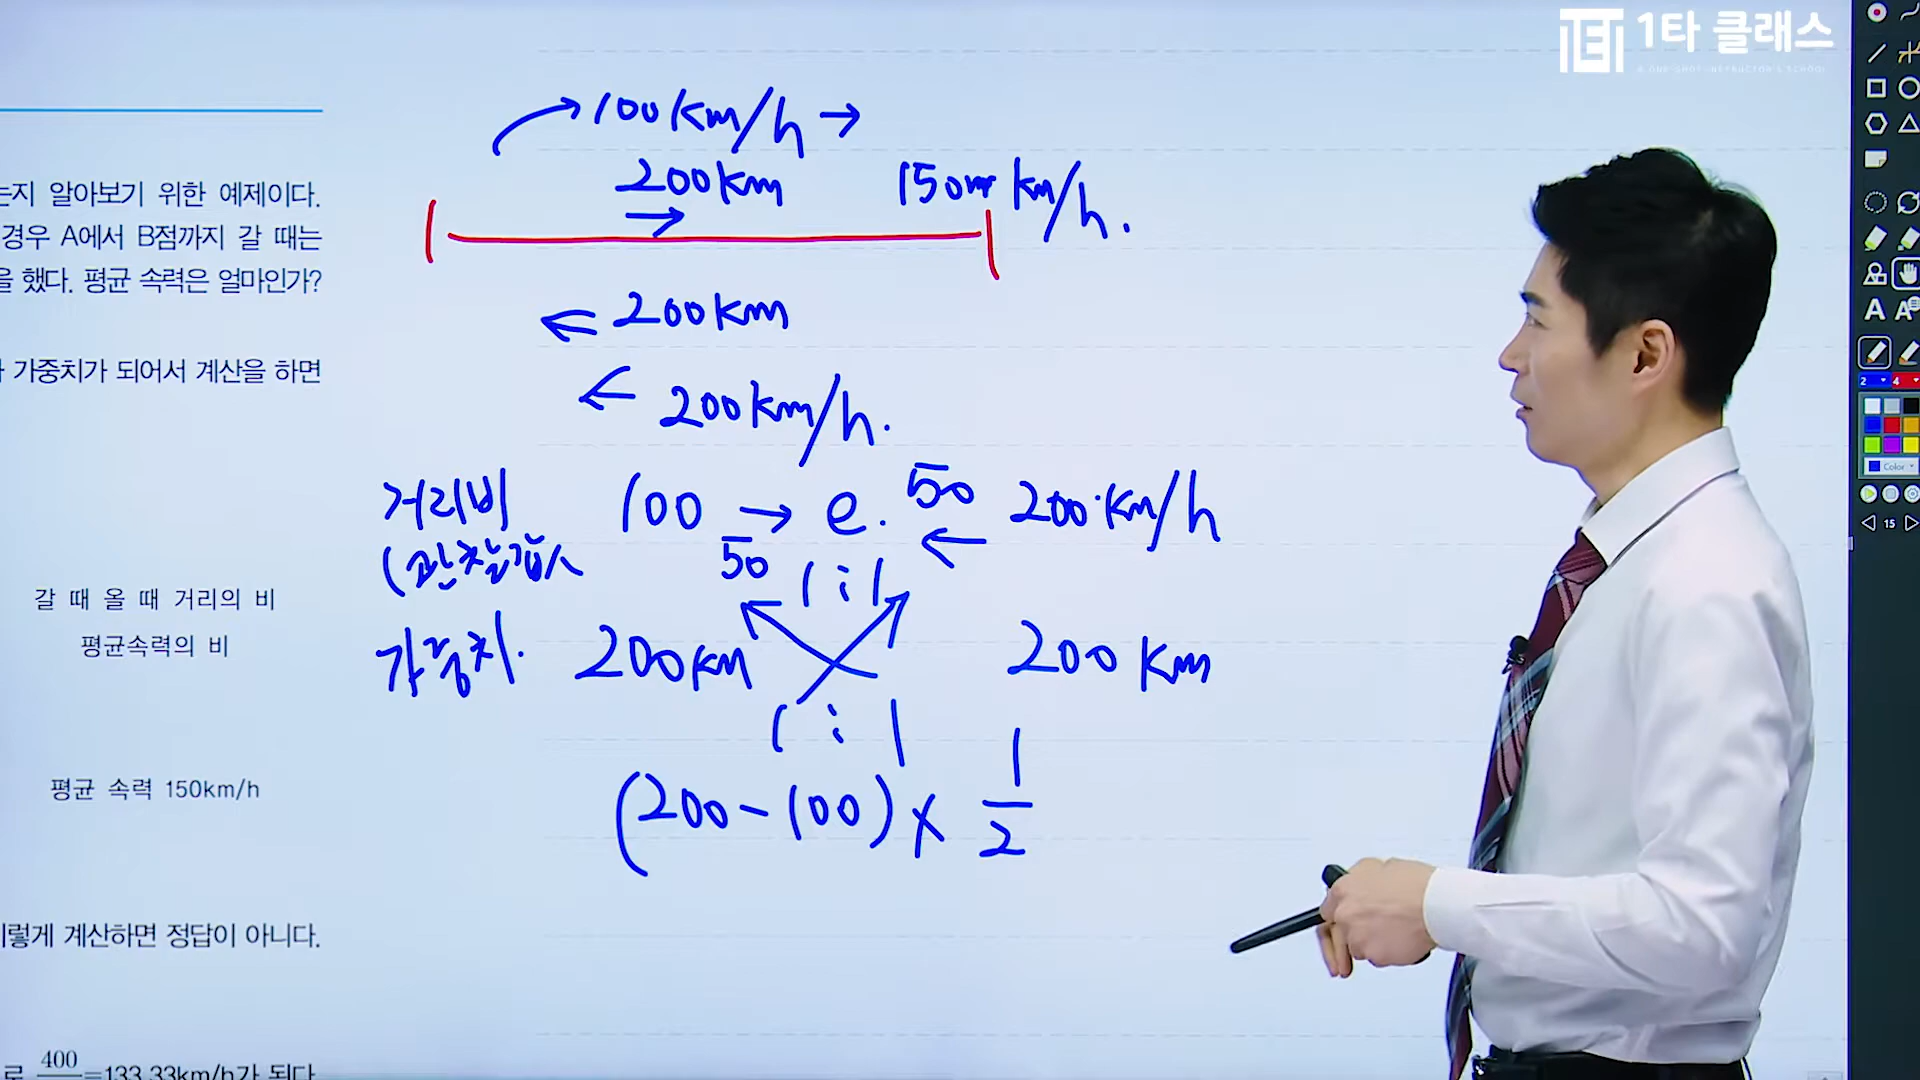 1타 클래스
100km/h →
200km
150 km/h.
는지 알아보기 위한 예제이다.
경우 A에서 B점까지 갈 때는
을 했다. 평균 속력은 얼마인가?
← 200km
가중치가 되어서 계산을 하면
← 200km/h.
거리비 100 → e. 50 200km/h
50 1:1
갈 때 올 때 거리의 비
평균속력의 비
가중치. 200km 200km
1:1
평균 속력 150km/h
(200-100) × 1/2
이렇게 계산하면 정답이 아니다.
로 400 =133.33km/h가 된다
Color
15